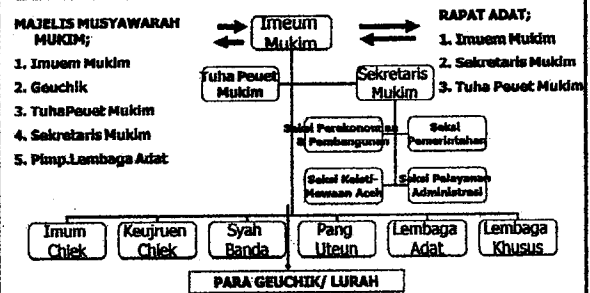 MAJELIS MUSYAWARAH
MUKIM;
1. Imuem Mukim
2. Geuchik
3. TuhaPeuet Mukim
4. Sekretaris Mukim
5. Pimp.Lembaga Adat
Imeum
Mukim
RAPAT ADAT;
1. Imuem Mukim
2. Sekretaris Mukim
3. Tuha Peuet Mukim
Tuha Peuet
Mukim
Sekretaris
Mukim
Seksi Perekonomian
& Pembangunan
Seksi
Pemerintahan
Seksi Keisti-
Mewaan Aceh
Seksi Pelayanan
Administrasi
Imum
Chiek
Keujruen
Chiek
Syah
Banda
Pang
Uteun
Lembaga
Adat
Lembaga
Khusus
PARA GEUCHIK/ LURAH